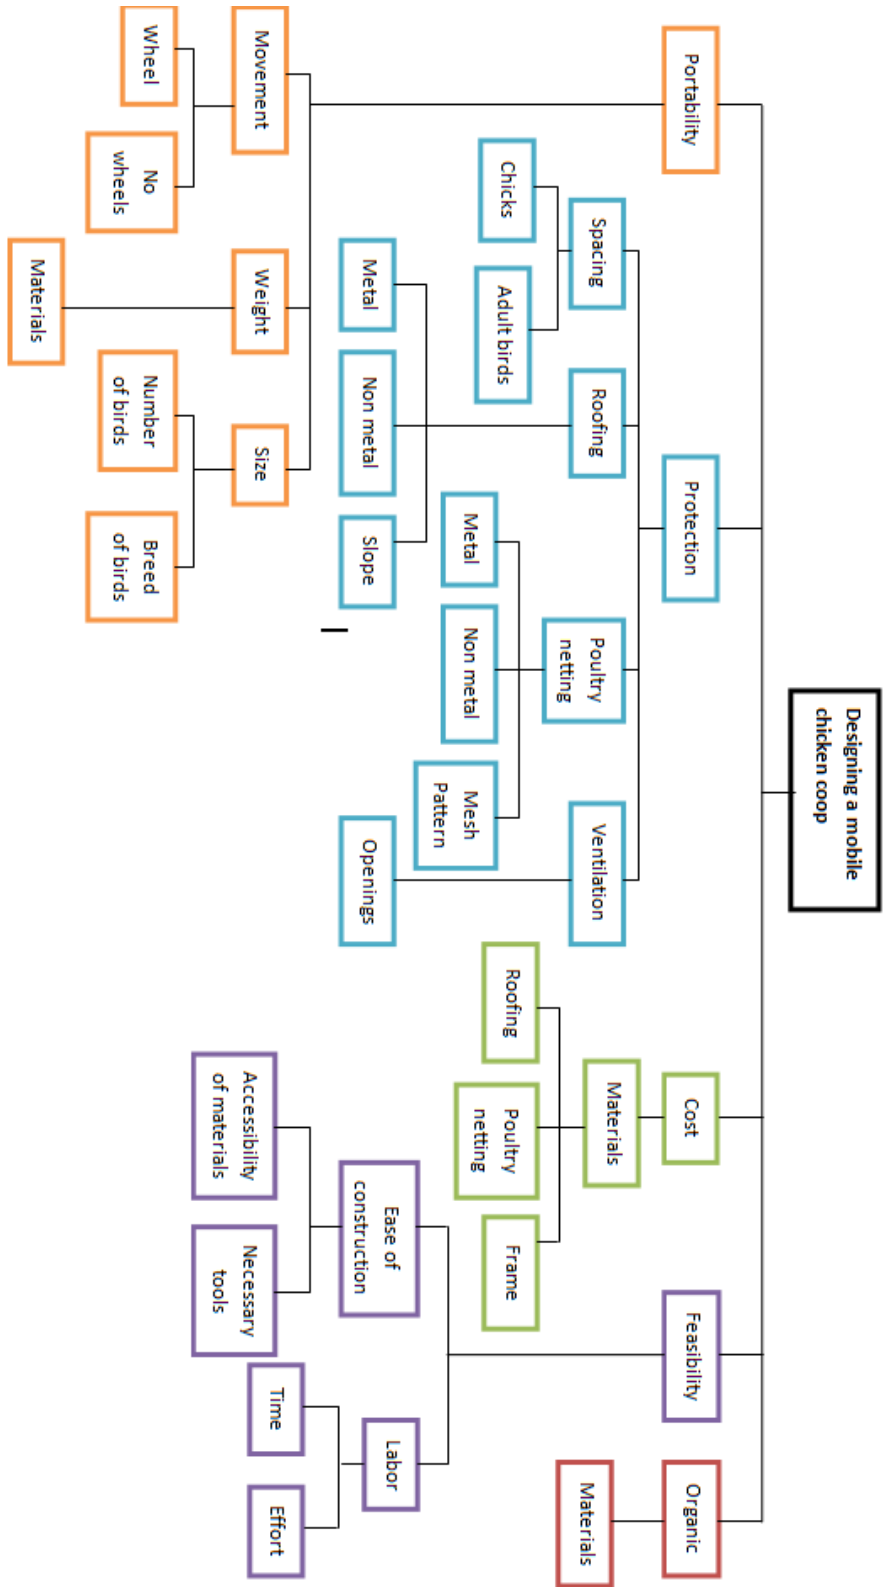 Designing a mobile
chicken coop
Portability
Protection
Cost
Feasibility
Organic
Movement
Weight
Size
Wheel
No
wheels
Materials
Number
of birds
Breed
of birds
Spacing
Roofing
Poultry
netting
Ventilation
Chicks
Adult birds
Metal
Non metal
Slope
Metal
Non metal
Mesh
Pattern
Openings
Materials
Roofing
Poultry
netting
Frame
Ease of
construction
Labor
Accessibility
of materials
Necessary
tools
Time
Effort
Materials